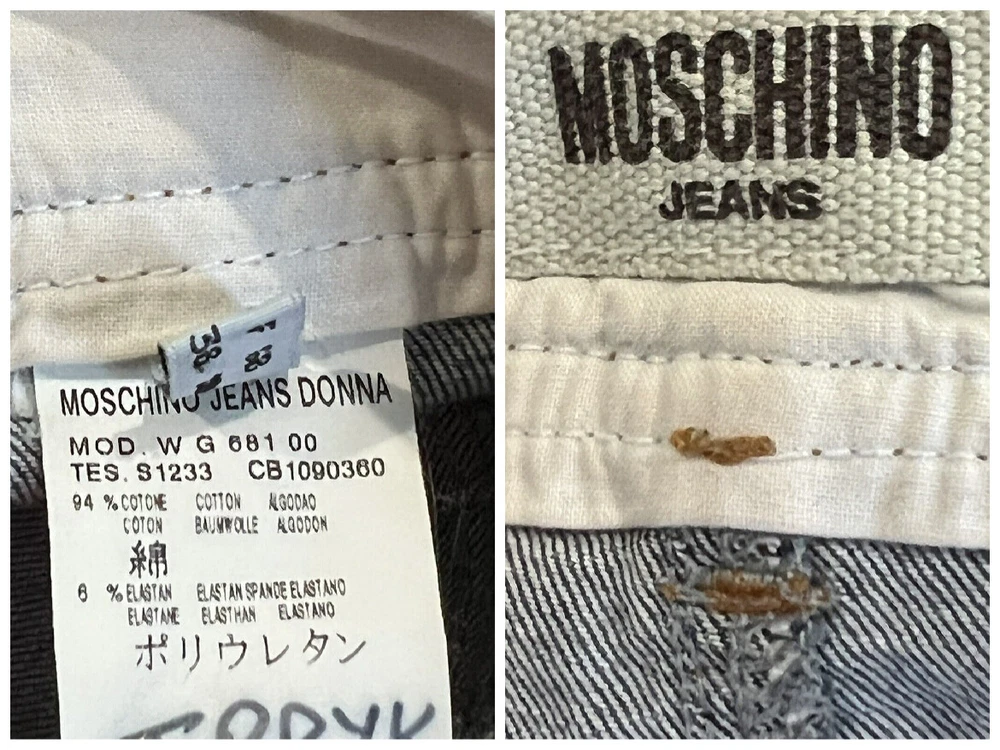 38
MOSCHINO JEANS DONNA
MOD. W G 681 00
TES. S1233 CB1090360
94 % COTONE COTTON ALGODAO
COTON BAUMWOLLE ALGODON
綿
6 % ELASTAN ELASTAN SPANDE ELASTANO
ELASTANE ELASTHAN ELASTANO
ポリウレタン
MOSCHINO
JEANS